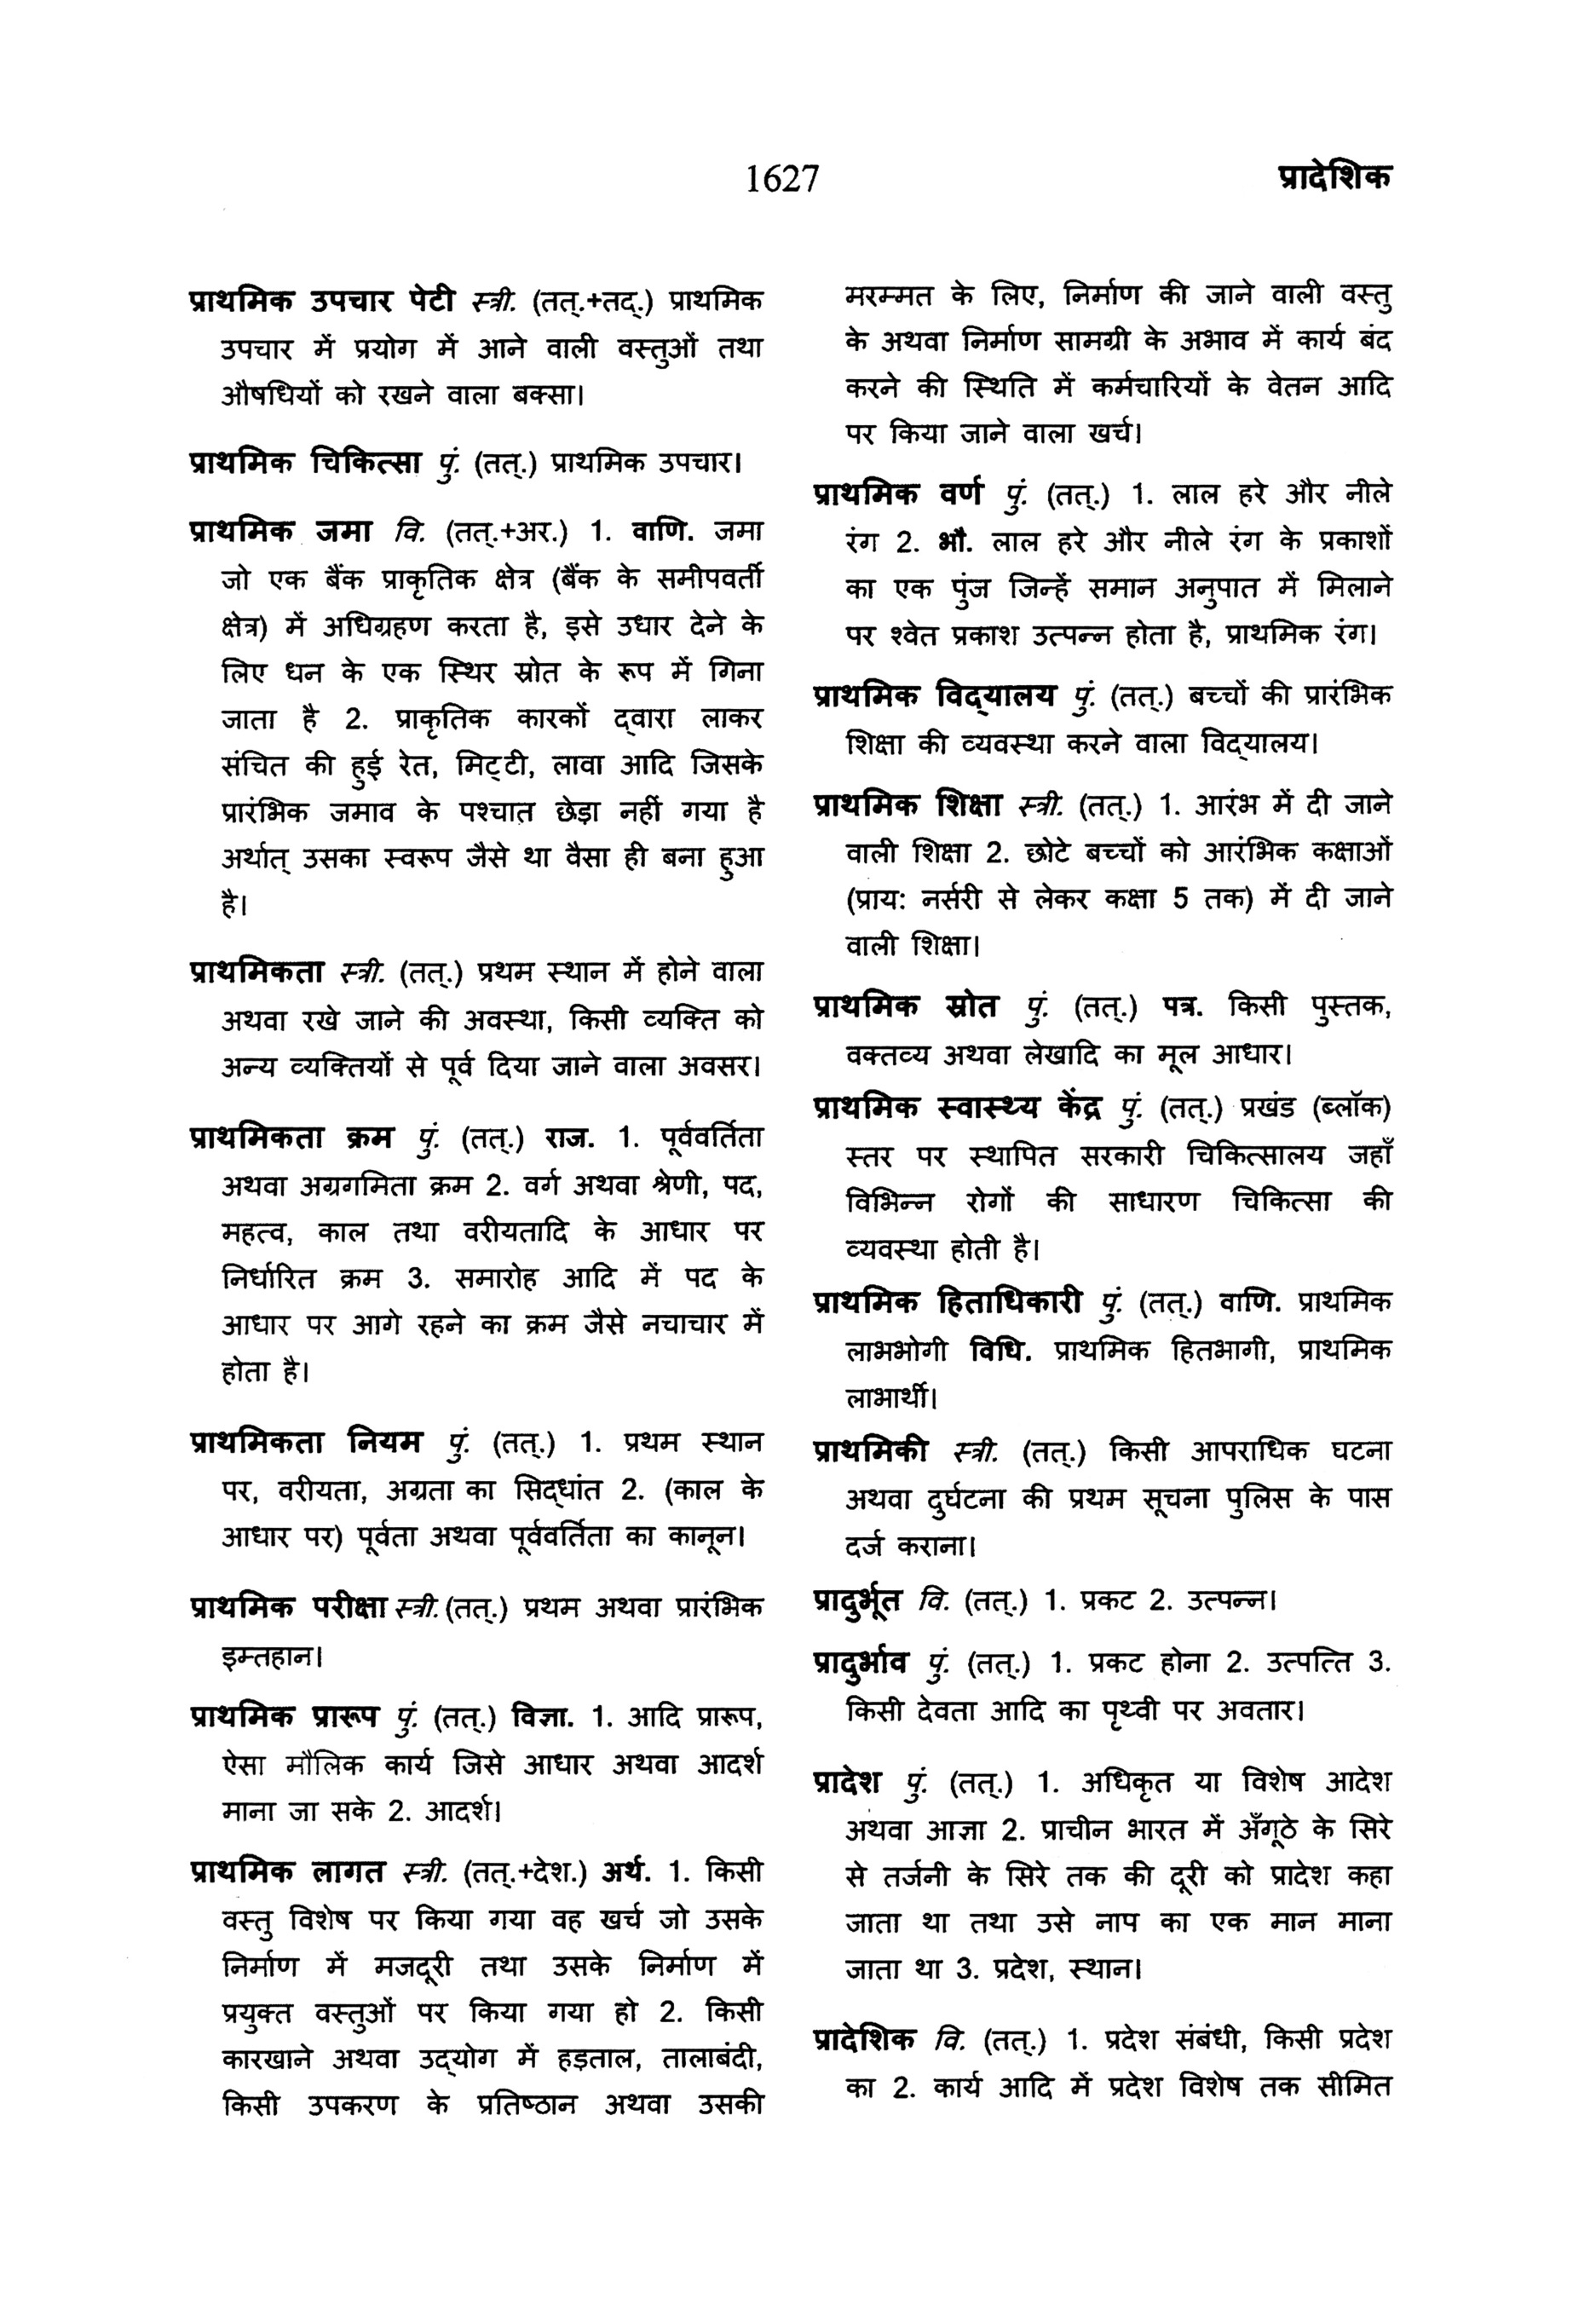 1627
प्रादेशिक
प्राथमिक उपचार पेटी स्त्री. (तत्.+तद्.) प्राथमिक
उपचार में प्रयोग में आने वाली वस्तुओं तथा
औषधियों को रखने वाला बक्सा।
प्राथमिक चिकित्सा पुं. (तत्.) प्राथमिक उपचार।
प्राथमिक जमा वि. (तत्.+अर.) 1. वाणि. जमा
जो एक बैंक प्राकृतिक क्षेत्र (बैंक के समीपवर्ती
क्षेत्र) में अधिग्रहण करता है, इसे उधार देने के
लिए धन के एक स्थिर स्रोत के रूप में गिना
जाता है 2. प्राकृतिक कारकों द्‌वारा लाकर
संचित की हुई रेत, मिट्‌टी, लावा आदि जिसके
प्रारंभिक जमाव के पश्चात छेड़ा नहीं गया है
अर्थात् उसका स्वरूप जैसे था वैसा ही बना हुआ
है।
प्राथमिकता स्त्री. (तत्.) प्रथम स्थान में होने वाला
अथवा रखे जाने की अवस्था, किसी व्यक्ति को
अन्य व्यक्तियों से पूर्व दिया जाने वाला अवसर।
प्राथमिकता क्रम पुं. (तत्.) राज. 1. पूर्ववर्तिता
अथवा अग्रगमिता क्रम 2. वर्ग अथवा श्रेणी, पद,
महत्व, काल तथा वरीयतादि के आधार पर
निर्धारित क्रम 3. समारोह आदि में पद के
आधार पर आगे रहने का क्रम जैसे नचाचार में
होता है।
प्राथमिकता नियम पुं. (तत्.) 1. प्रथम स्थान
पर, वरीयता, अग्रता का सिद्‌धांत 2. (काल के
आधार पर) पूर्वता अथवा पूर्ववर्तिता का कानून।
प्राथमिक परीक्षा स्त्री. (तत्.) प्रथम अथवा प्रारंभिक
इम्तहान।
प्राथमिक प्रारूप पुं. (तत्.) विज्ञा. 1. आदि प्रारूप,
ऐसा मौलिक कार्य जिसे आधार अथवा आदर्श
माना जा सके 2. आदर्श।
प्राथमिक लागत स्त्री. (तत्.+देश.) अर्थ. 1. किसी
वस्तु विशेष पर किया गया वह खर्च जो उसके
निर्माण में मजदूरी तथा उसके निर्माण में
प्रयुक्त वस्तुओं पर किया गया हो 2. किसी
कारखाने अथवा उद्‌योग में हड़ताल, तालाबंदी,
किसी उपकरण के प्रतिष्ठान अथवा उसकी
मरम्मत के लिए, निर्माण की जाने वाली वस्तु
के अथवा निर्माण सामग्री के अभाव में कार्य बंद
करने की स्थिति में कर्मचारियों के वेतन आदि
पर किया जाने वाला खर्च।
प्राथमिक वर्ण पुं. (तत्.) 1. लाल हरे और नीले
रंग 2. भौ. लाल हरे और नीले रंग के प्रकाशों
का एक पुंज जिन्हें समान अनुपात में मिलाने
पर श्वेत प्रकाश उत्पन्न होता है, प्राथमिक रंग।
प्राथमिक विद्‌यालय पुं. (तत्.) बच्चों की प्रारंभिक
शिक्षा की व्यवस्था करने वाला विद्‌यालय।
प्राथमिक शिक्षा स्त्री. (तत्.) 1. आरंभ में दी जाने
वाली शिक्षा 2. छोटे बच्चों को आरंभिक कक्षाओं
(प्राय: नर्सरी से लेकर कक्षा 5 तक) में दी जाने
वाली शिक्षा।
प्राथमिक स्रोत पुं. (तत्.) पत्र. किसी पुस्तक,
वक्तव्य अथवा लेखादि का मूल आधार।
प्राथमिक स्वास्थ्य केंद्र पुं. (तत्.) प्रखंड (ब्लॉक)
स्तर पर स्थापित सरकारी चिकित्सालय जहाँ
विभिन्न रोगों की साधारण चिकित्सा की
व्यवस्था होती है।
प्राथमिक हिताधिकारी पुं. (तत्.) वाणि. प्राथमिक
लाभभोगी विधि. प्राथमिक हितभागी, प्राथमिक
लाभार्थी।
प्राथमिकी स्त्री. (तत्.) किसी आपराधिक घटना
अथवा दुर्घटना की प्रथम सूचना पुलिस के पास
दर्ज कराना।
प्रादुर्भूत वि. (तत्.) 1. प्रकट 2. उत्पन्न।
प्रादुर्भाव पुं. (तत्.) 1. प्रकट होना 2. उत्पत्ति 3.
किसी देवता आदि का पृथ्वी पर अवतार।
प्रादेश पुं. (तत्.) 1. अधिकृत या विशेष आदेश
अथवा आज्ञा 2. प्राचीन भारत में अँगूठे के सिरे
से तर्जनी के सिरे तक की दूरी को प्रादेश कहा
जाता था तथा उसे नाप का एक मान माना
जाता था 3. प्रदेश, स्थान।
प्रादेशिक वि. (तत्.) 1. प्रदेश संबंधी, किसी प्रदेश
का 2. कार्य आदि में प्रदेश विशेष तक सीमित